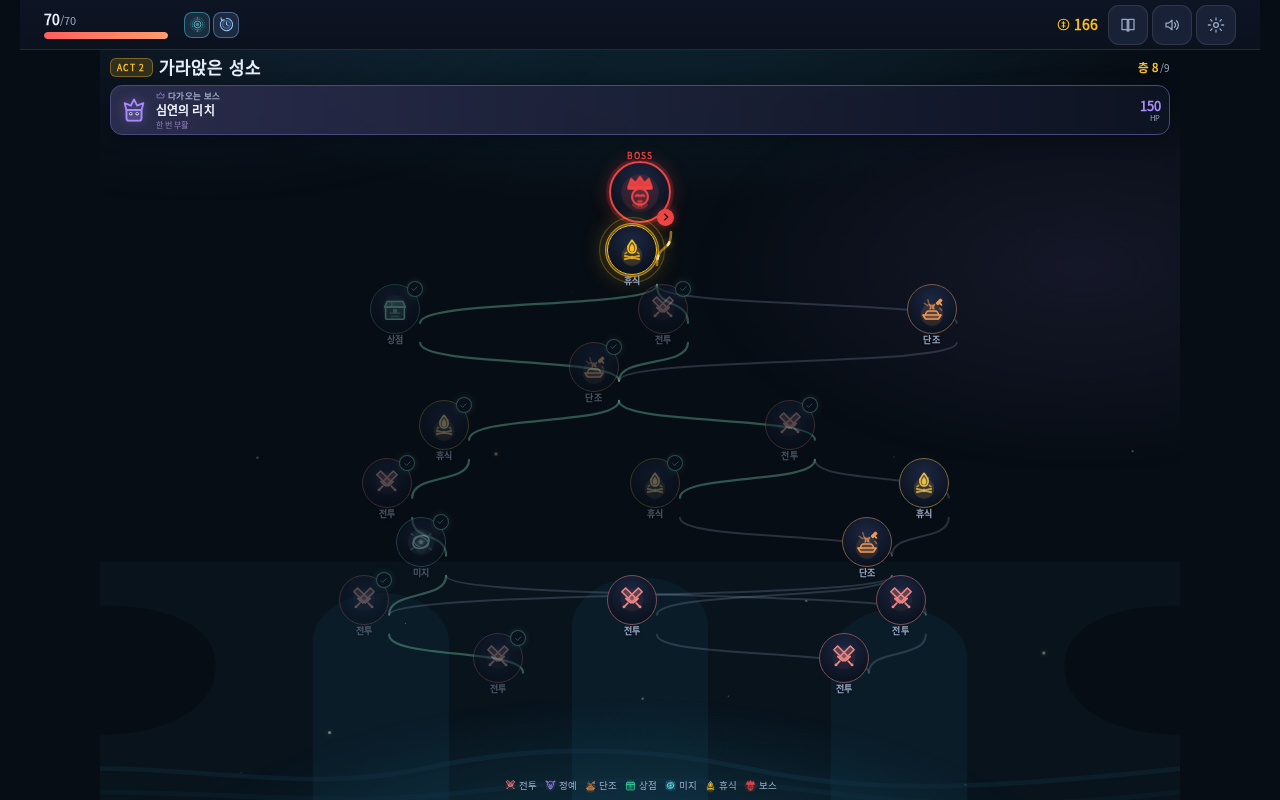 70/70
166
ACT 2 가라앉은 성소
층 8/9
다가오는 보스
심연의 리치
한 번 부활
150
HP
BOSS
휴식
상점
전투
단조
단조
휴식
전투
전투
휴식
휴식
미지
단조
전투
전투
전투
전투
전투
전투 정예 단조 상점 미지 휴식 보스